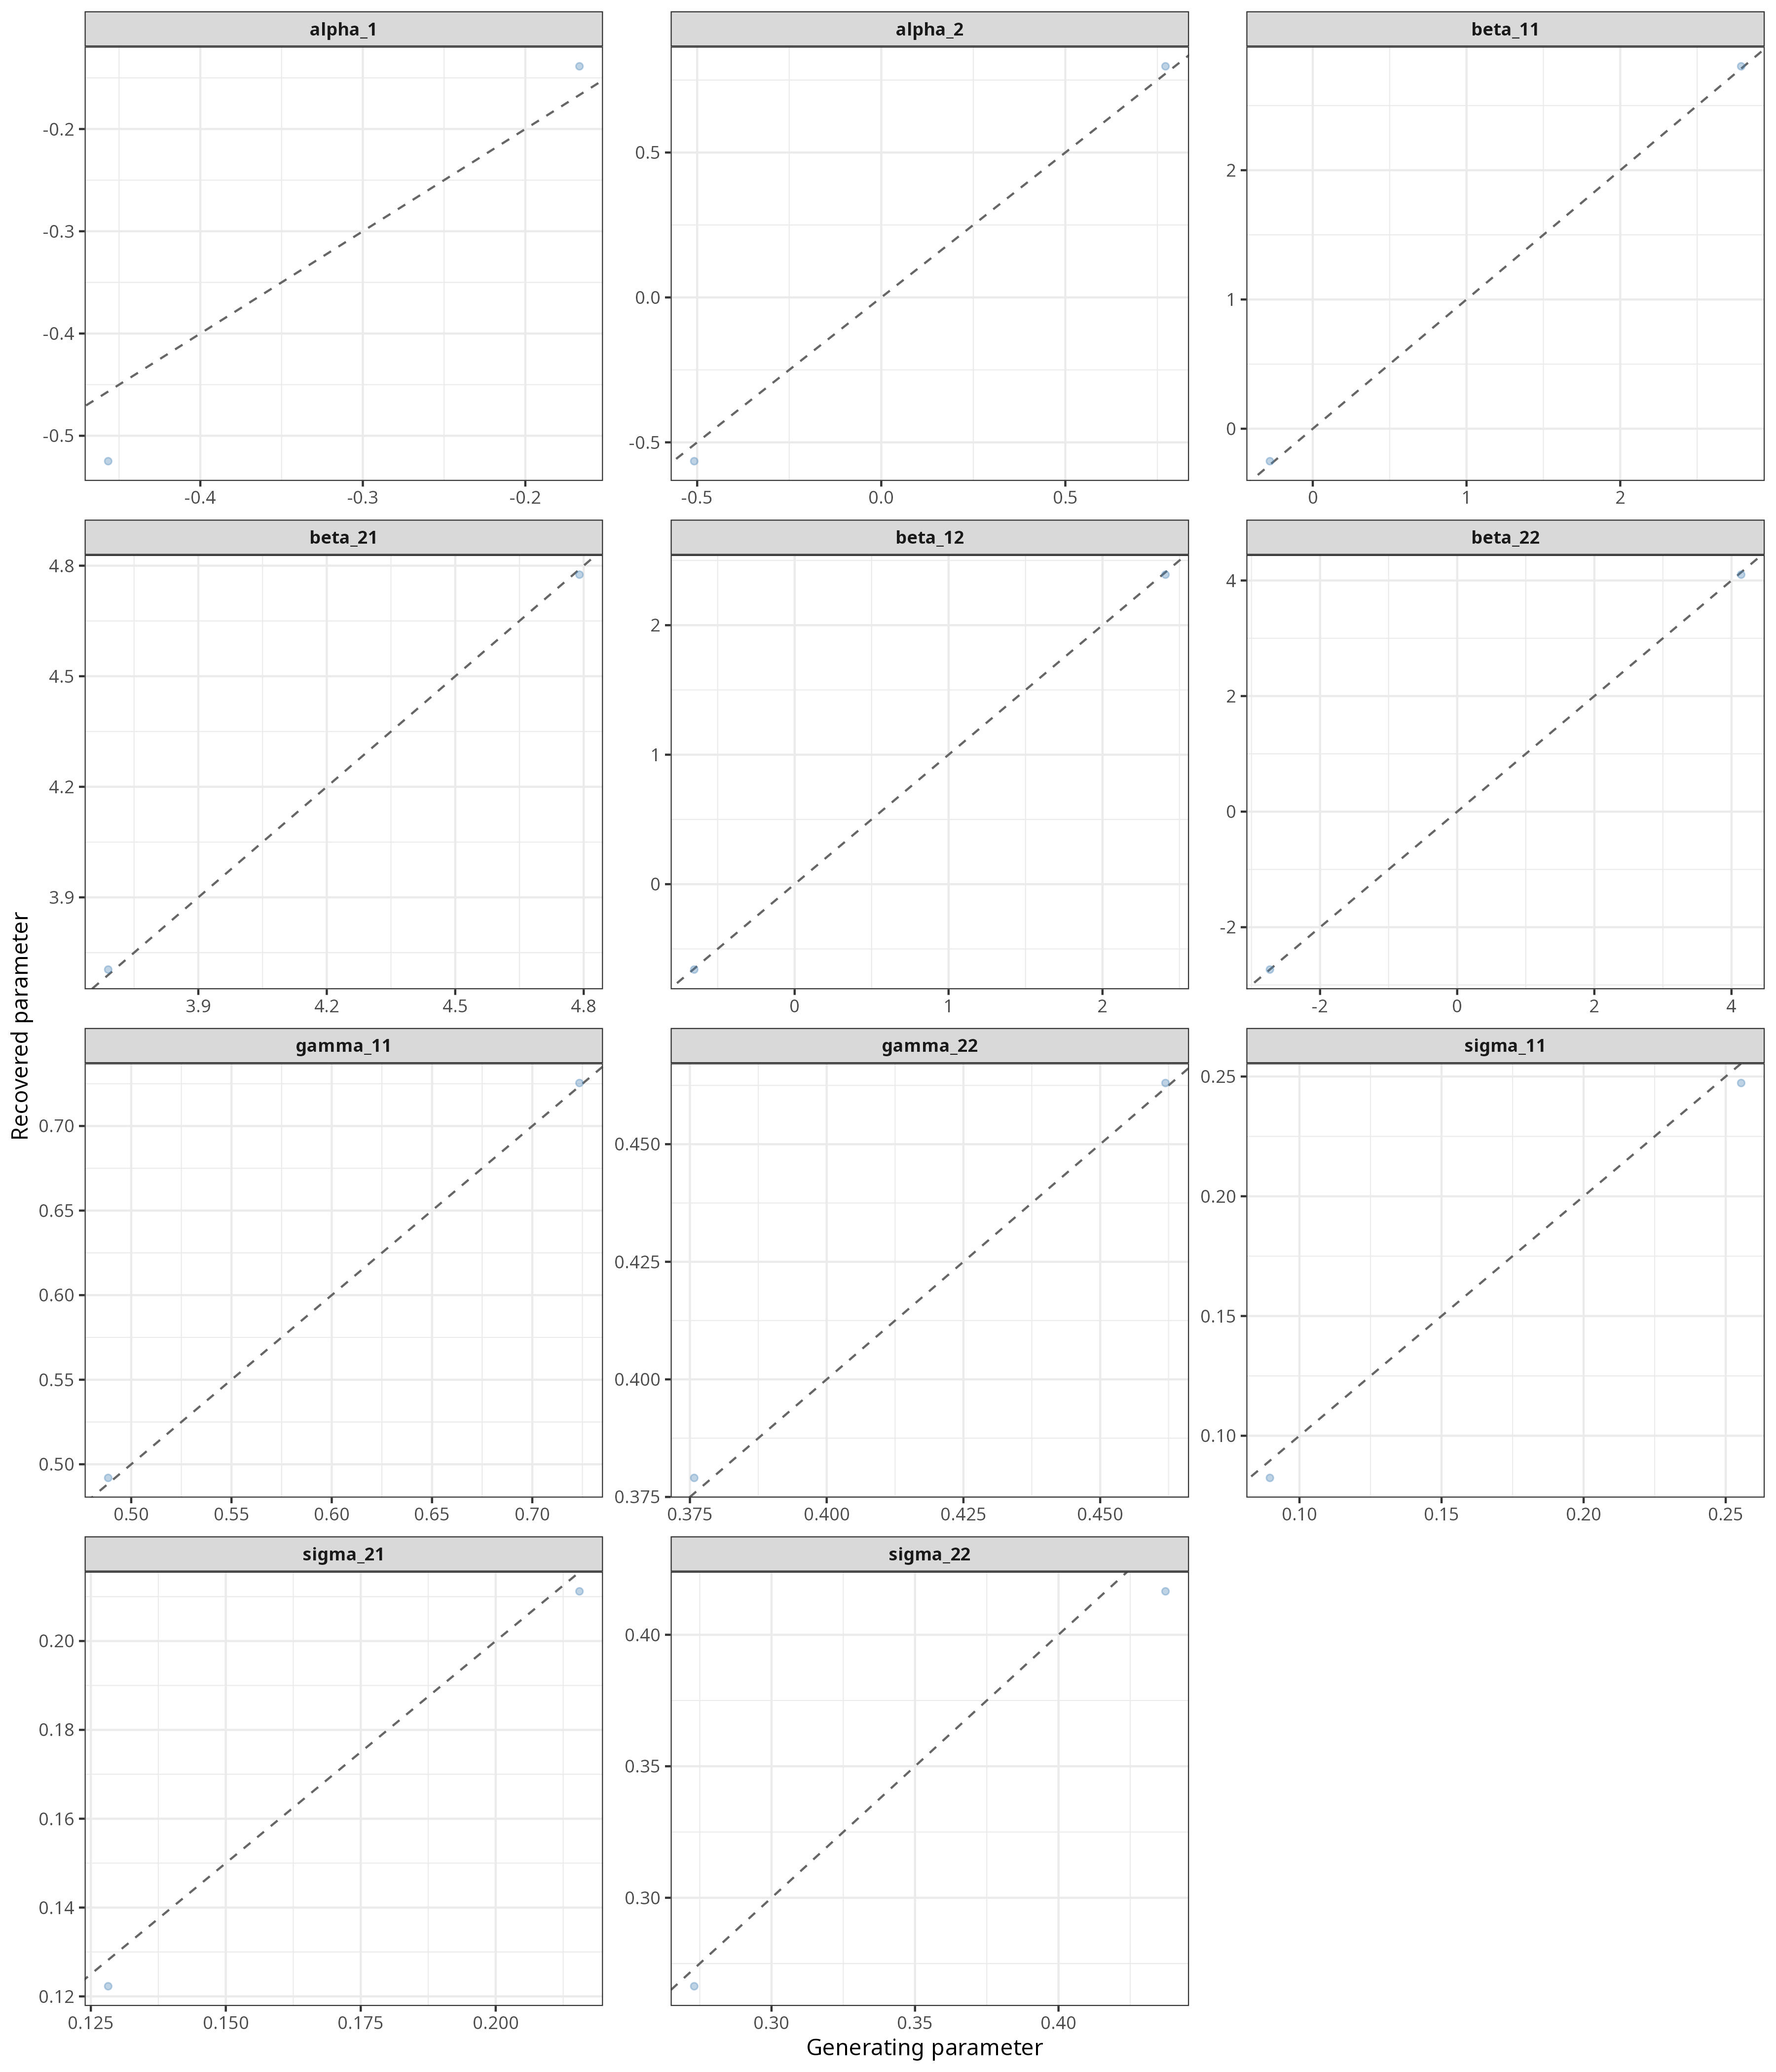 alpha_1 alpha_2 beta_11
-0.2 -0.3 -0.4 -0.5
0.5 0.0 -0.5
2 1 0
-0.4 -0.3 -0.2
-0.5 0.0 0.5
0 1 2
beta_21 beta_12 beta_22
4.8 4.5 4.2 3.9
2 1 0
4 2 0 -2
3.9 4.2 4.5 4.8
0 1 2
-2 0 2 4
gamma_11 gamma_22 sigma_11
0.70 0.65 0.60 0.55 0.50
0.450 0.425 0.400 0.375
0.25 0.20 0.15 0.10
0.50 0.55 0.60 0.65 0.70
0.375 0.400 0.425 0.450
0.10 0.15 0.20 0.25
sigma_21 sigma_22
0.20 0.18 0.16 0.14 0.12
0.40 0.35 0.30
0.125 0.150 0.175 0.200
0.30 0.35 0.40
Recovered parameter
Generating parameter